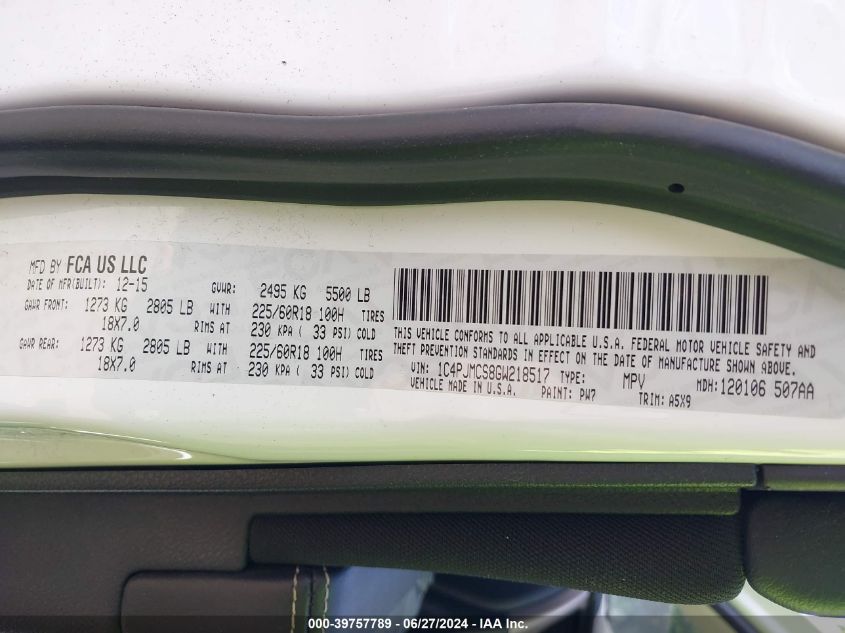 MFD BY FCA US LLC
DATE OF MFR(BUILT): 12-15 GVWR: 2495 KG 5500 LB
GAWR FRONT: 1273 KG 2805 LB WITH 225/60R18 100H TIRES
18X7.0 RIMS AT 230 KPA ( 33 PSI) COLD
GAWR REAR: 1273 KG 2805 LB WITH 225/60R18 100H TIRES
18X7.0 RIMS AT 230 KPA ( 33 PSI) COLD
THIS VEHICLE CONFORMS TO ALL APPLICABLE U.S.A. FEDERAL MOTOR VEHICLE SAFETY AND
THEFT PREVENTION STANDARDS IN EFFECT ON THE DATE OF MANUFACTURE SHOWN ABOVE.
VIN: 1C4PJMCS8GW218517 TYPE: MPV MDH: 120106 507AA
VEHICLE MADE IN U.S.A. PAINT: PW7 TRIM: A5X9
000-39757789 - 06/27/2024 - IAA Inc.